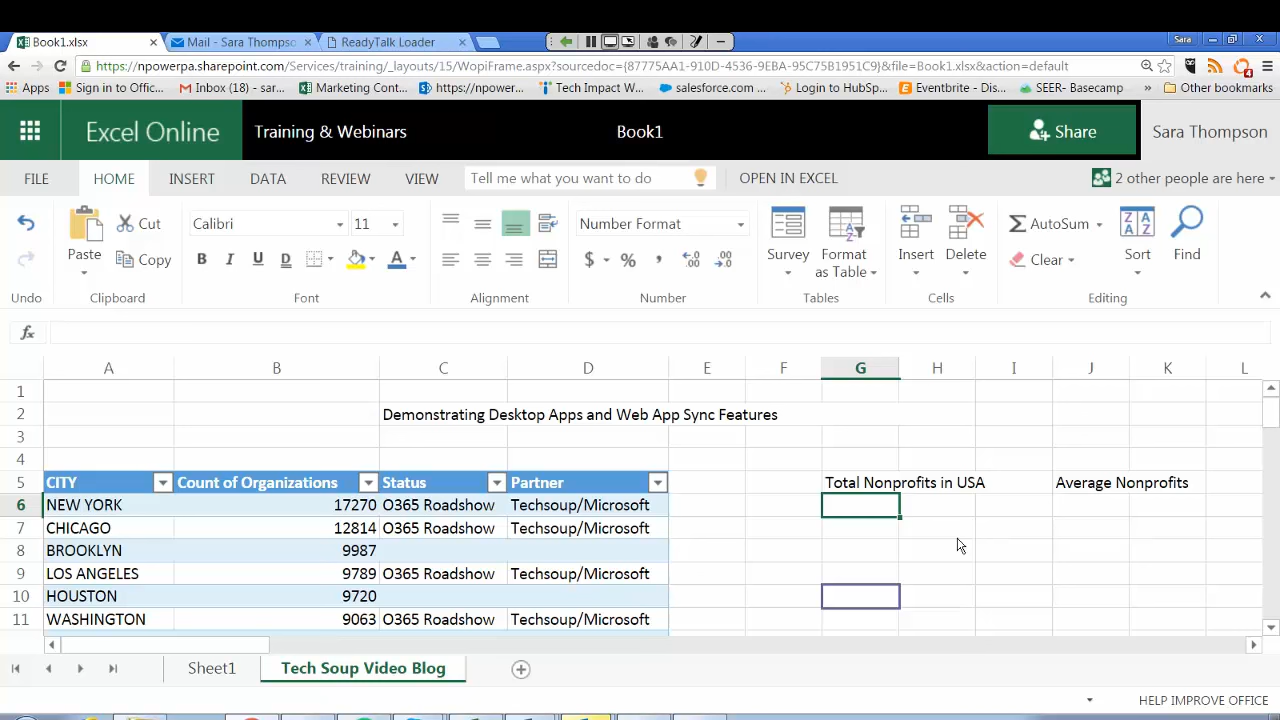 Book1.xlsx
Mail - Sara Thompso
ReadyTalk Loader
Sara
https://npowerpa.sharepoint.com/Services/training/_layouts/15/WopiFrame.aspx?sourcedoc={87775AA1-910D-4536-9EBA-95C75B1951C9}&file=Book1.xlsx&action=default
Apps
Sign in to Office...
Inbox (18) - sar...
Marketing Cont...
https://npower...
Tech Impact W...
salesforce.com ...
Login to HubSp...
Eventbrite - Dis...
SEER- Basecamp
»
Other bookmarks
Excel Online
Training & Webinars
Book1
Share
Sara Thompson
FILE
HOME
INSERT
DATA
REVIEW
VIEW
Tell me what you want to do
OPEN IN EXCEL
2 other people are here
Paste
Cut
Copy
Calibri
11
B I U D
A
Number Format
$ % ,
.00
.00
Survey
Format
as Table
Insert
Delete
AutoSum
Clear
Sort
Find
Undo
Clipboard
Font
Alignment
Number
Tables
Cells
Editing
fx
A B C D E F G H I J K L
1
2 Demonstrating Desktop Apps and Web App Sync Features
3
4
5 CITY Count of Organizations Status Partner Total Nonprofits in USA Average Nonprofits
6 NEW YORK 17270 O365 Roadshow Techsoup/Microsoft
7 CHICAGO 12814 O365 Roadshow Techsoup/Microsoft
8 BROOKLYN 9987
9 LOS ANGELES 9789 O365 Roadshow Techsoup/Microsoft
10 HOUSTON 9720
11 WASHINGTON 9063 O365 Roadshow Techsoup/Microsoft
Sheet1
Tech Soup Video Blog
HELP IMPROVE OFFICE